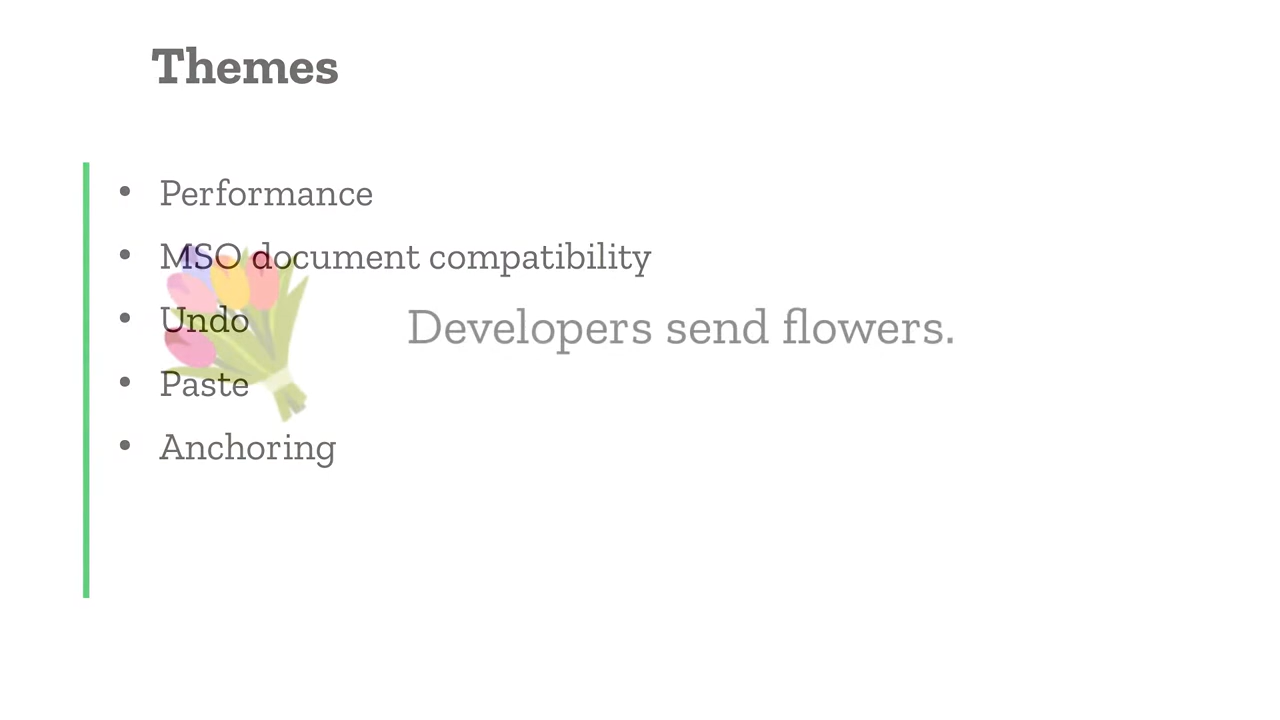 Themes
• Performance
• MSO document compatibility
• Undo
Developers send flowers.
• Paste
• Anchoring